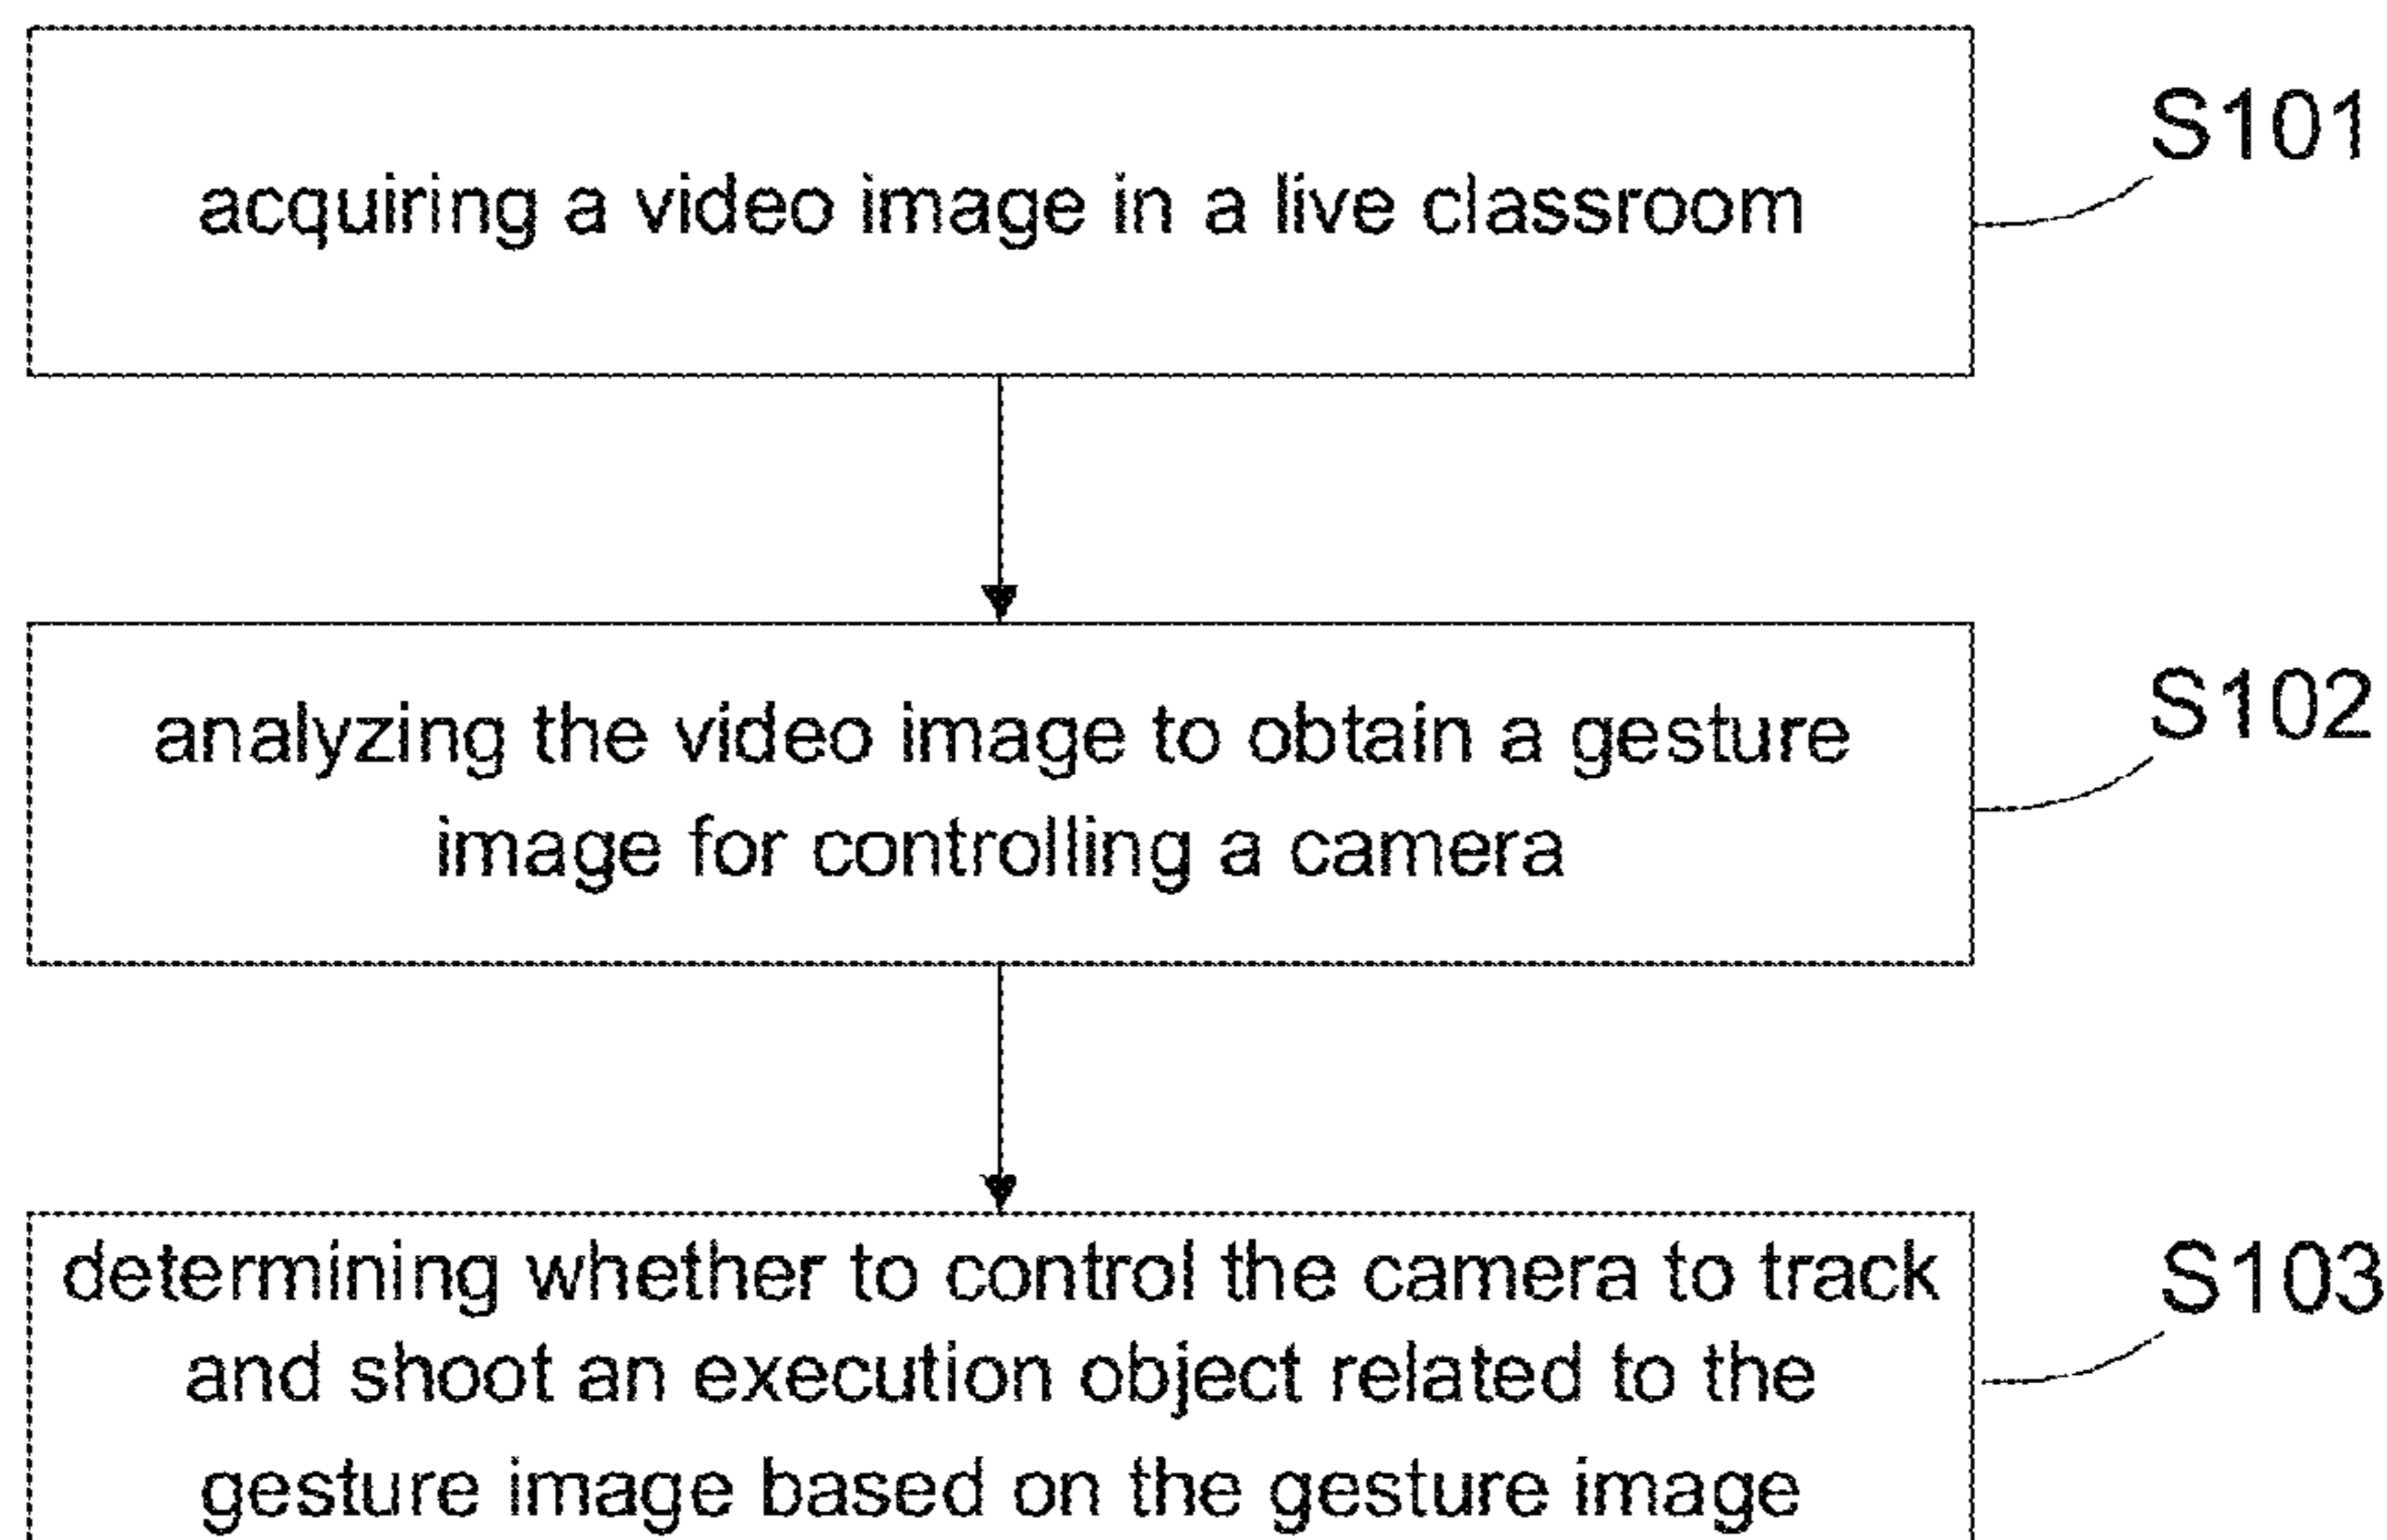 acquiring a video image in a live classroom
S101
analyzing the video image to obtain a gesture
image for controlling a camera
S102
determining whether to control the camera to track
and shoot an execution object related to the
gesture image based on the gesture image
S103